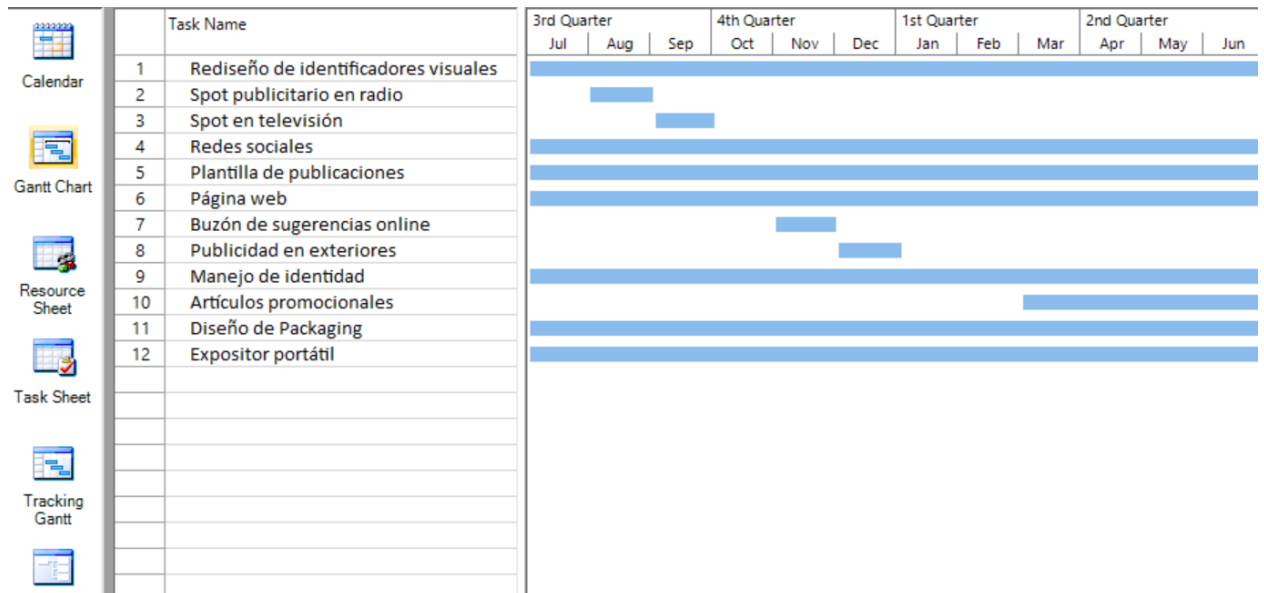 Calendar
Gantt Chart
Resource
Sheet
Task Sheet
Tracking
Gantt
Task Name
3rd Quarter 4th Quarter 1st Quarter 2nd Quarter
Jul Aug Sep Oct Nov Dec Jan Feb Mar Apr May Jun
1 Rediseño de identificadores visuales
2 Spot publicitario en radio
3 Spot en televisión
4 Redes sociales
5 Plantilla de publicaciones
6 Página web
7 Buzón de sugerencias online
8 Publicidad en exteriores
9 Manejo de identidad
10 Artículos promocionales
11 Diseño de Packaging
12 Expositor portátil